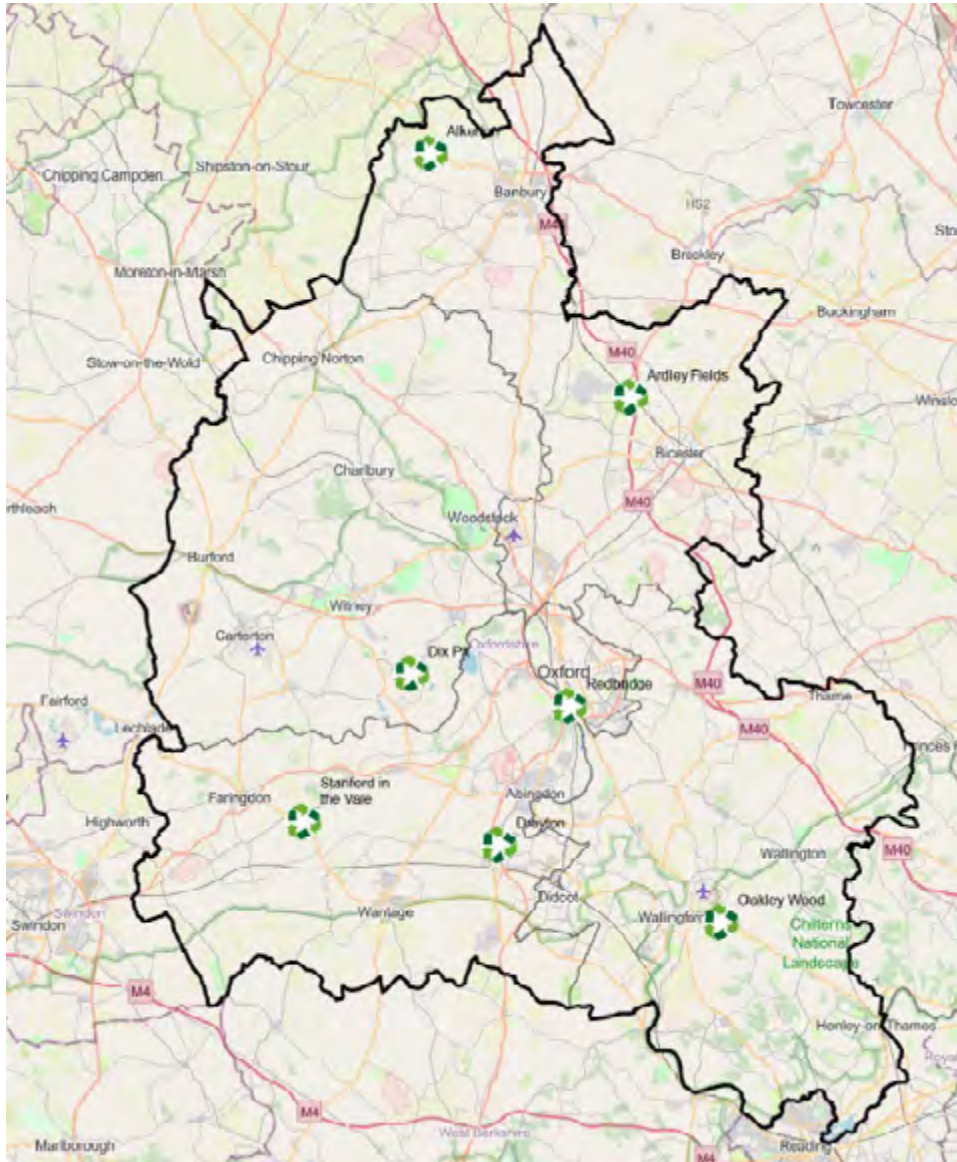 Towcester
Chipping Campden
Shipston-on-Stour
Banbury
HS2
M40
Brackley
Moreton-in-Marsh
Buckingham
Stow-on-the-Wold
Chipping Norton
M40
Ardley Fields
Bicester
Charlbury
M40
Woodstock
Burford
Witney
Carterton
Oxfordshire
Dix Pit
Oxford
Redbridge
M40
Thame
Fairford
Lechlade
M40
Stanford in
the Vale
Faringdon
Abingdon
Highworth
Drayton
M40
Watlington
Didcot
Oakley Wood
Wallington
Wantage
Chilterns
National
Landscape
Swindon
Swindon
M4
Henley-on-Thames
M4
West Berkshire
M4
Marlborough
Reading